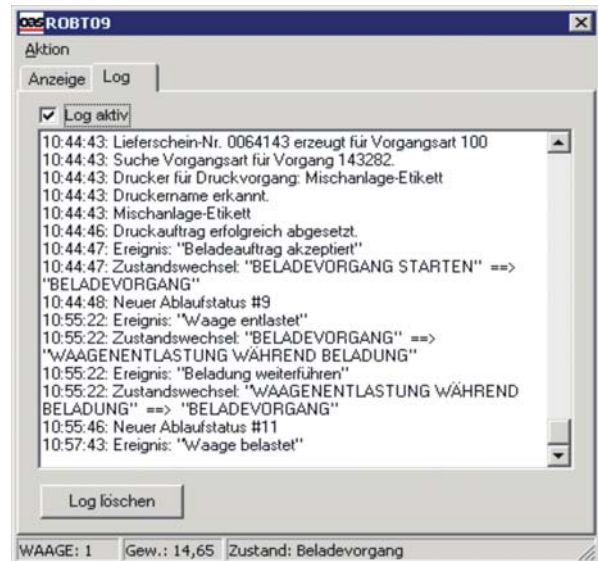 oas ROBT09
Aktion
Anzeige Log
Log aktiv
10:44:43: Lieferschein-Nr. 0064143 erzeugt für Vorgangsart 100
10:44:43: Suche Vorgangsart für Vorgang 143282.
10:44:43: Drucker für Druckvorgang: Mischanlage-Etikett
10:44:43: Druckername erkannt.
10:44:43: Mischanlage-Etikett
10:44:46: Druckauftrag erfolgreich abgesetzt.
10:44:47: Ereignis: "Beladeauftrag akzeptiert"
10:44:47: Zustandswechsel: "BELADEVORGANG STARTEN" ==>
"BELADEVORGANG"
10:44:48: Neuer Ablaufstatus #9
10:55:22: Ereignis: "Waage entlastet"
10:55:22: Zustandswechsel: "BELADEVORGANG" ==>
"WAAGENENTLASTUNG WÄHREND BELADUNG"
10:55:22: Ereignis: "Beladung weiterführen"
10:55:22: Zustandswechsel: "WAAGENENTLASTUNG WÄHREND
BELADUNG" ==> "BELADEVORGANG"
10:55:46: Neuer Ablaufstatus #11
10:57:43: Ereignis: "Waage belastet"
Log löschen
WAAGE: 1 Gew.: 14,65 Zustand: Beladevorgang